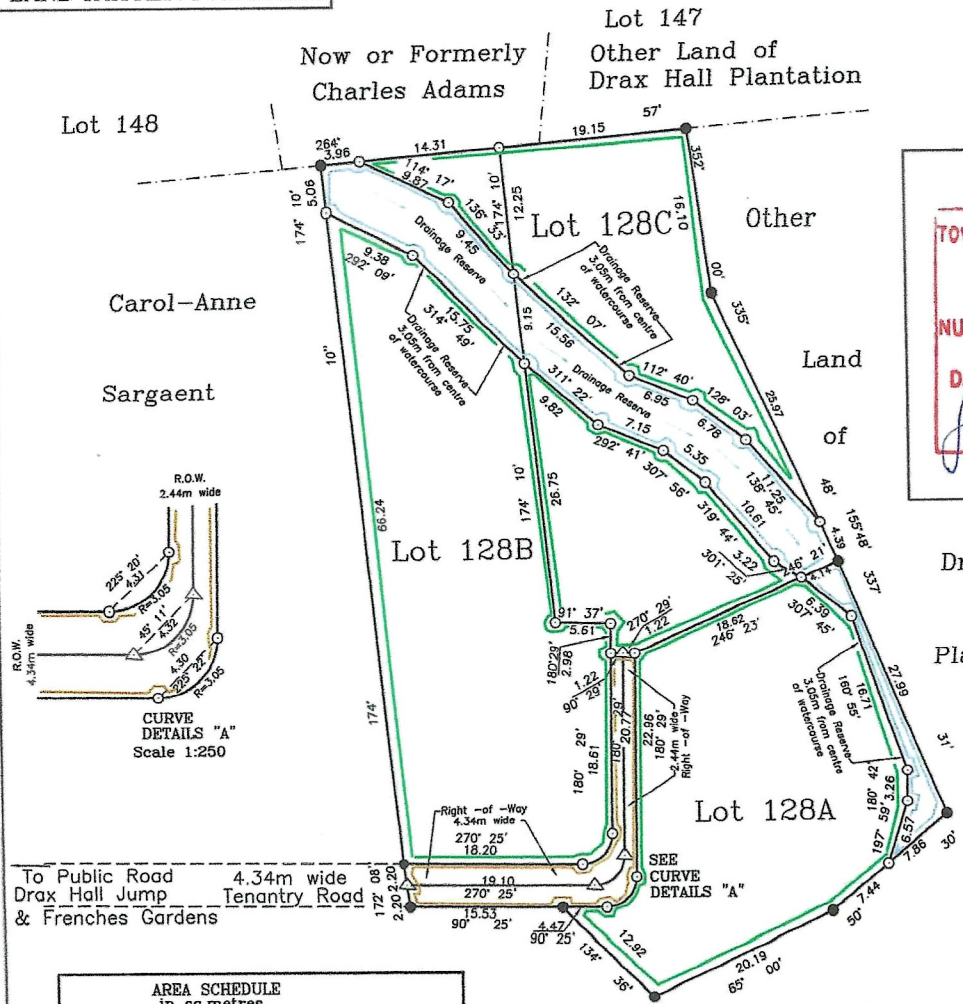 Lot 147
Other Land of
Drax Hall Plantation
Now or Formerly
Charles Adams
Lot 148
264°
3.96
14.31
19.15
57'
174° 10'
5.06
114° 17'
9.87
136° 33'
9.45
174° 10'
12.25
Lot 128C
352°
16.10
00'
Other
Land
of
335°
25.97
48'
Drainage Reserve
Drainage Reserve
3.05m from centre
of watercourse
132° 07'
15.56
9.15
Drainage Reserve
112° 40'
6.95
128° 03'
6.78
11.25
138° 45'
4.39
155°48'
337°
292° 09'
9.38
314° 49'
15.75
Drainage Reserve
3.05m from centre
of watercourse
311° 22'
9.82
7.15
292° 41'
5.35
307° 56'
10.61
319° 44'
3.22
301° 25'
246° 21'
4.14
Carol-Anne
Sargaent
10"
66.24
174°
Lot 128B
174° 10'
26.75
91° 37'
5.61
270° 29'
1.22
180°29'
2.98
1.22
90° 29'
18.62
246° 23'
6.39
307° 45'
27.99
31'
16.71
160° 55'
Drainage Reserve
3.05m from centre
of watercourse
180° 42'
3.26
197° 59'
6.57
7.86
30'
7.44
50'
R.O.W.
2.44m wide
225° 20'
4.31
R=3.05
45° 11'
4.32
R=3.05
4.30
225° 22'
R=3.05
R.O.W.
4.34m wide
CURVE
DETAILS "A"
Scale 1:250
180° 29'
18.61
180° 29'
20.77
22.96
180° 29'
2.44m wide
Right -of -Way
Lot 128A
Right -of -Way
4.34m wide
270° 25'
18.20
19.10
270° 25'
SEE
CURVE
DETAILS "A"
To Public Road
Drax Hall Jump
& Frenches Gardens
4.34m wide
Tenantry Road
172° 08'
2.20
2.20
15.53
90° 25'
4.47
90° 25'
12.92
134° 36'
20.19
65° 00'
AREA SCHEDULE